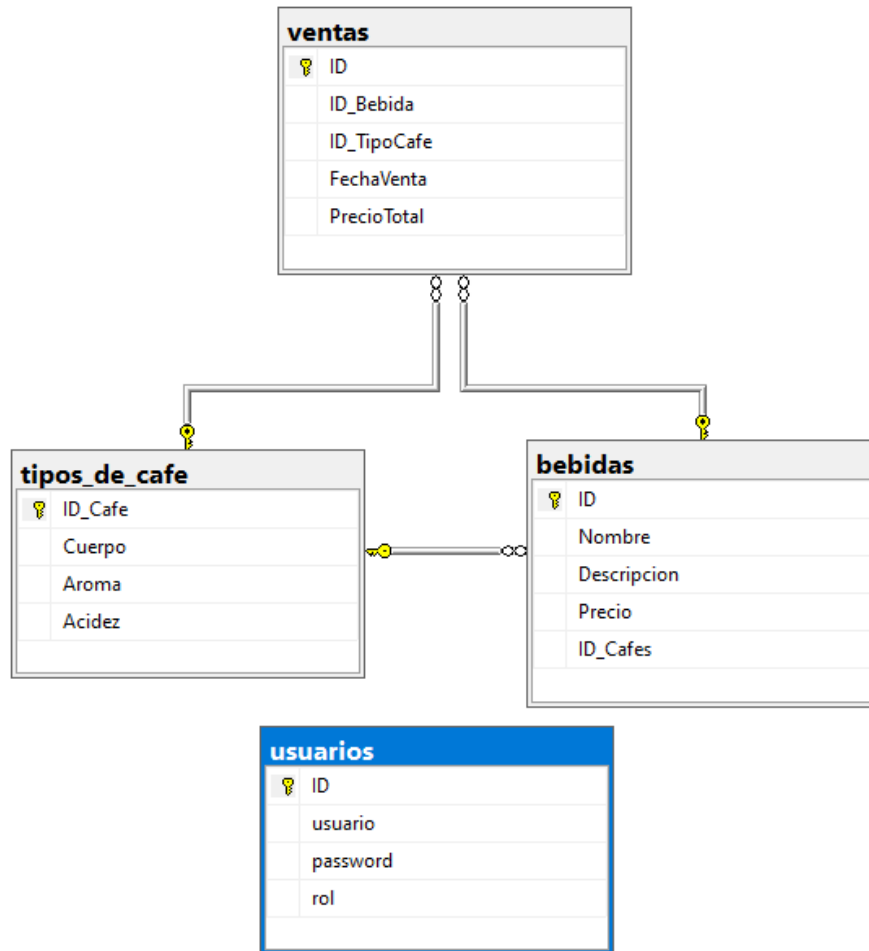 ventas
ID
ID_Bebida
ID_TipoCafe
FechaVenta
PrecioTotal
tipos_de_cafe
ID_Cafe
Cuerpo
Aroma
Acidez
bebidas
ID
Nombre
Descripcion
Precio
ID_Cafes
usuarios
ID
usuario
password
rol